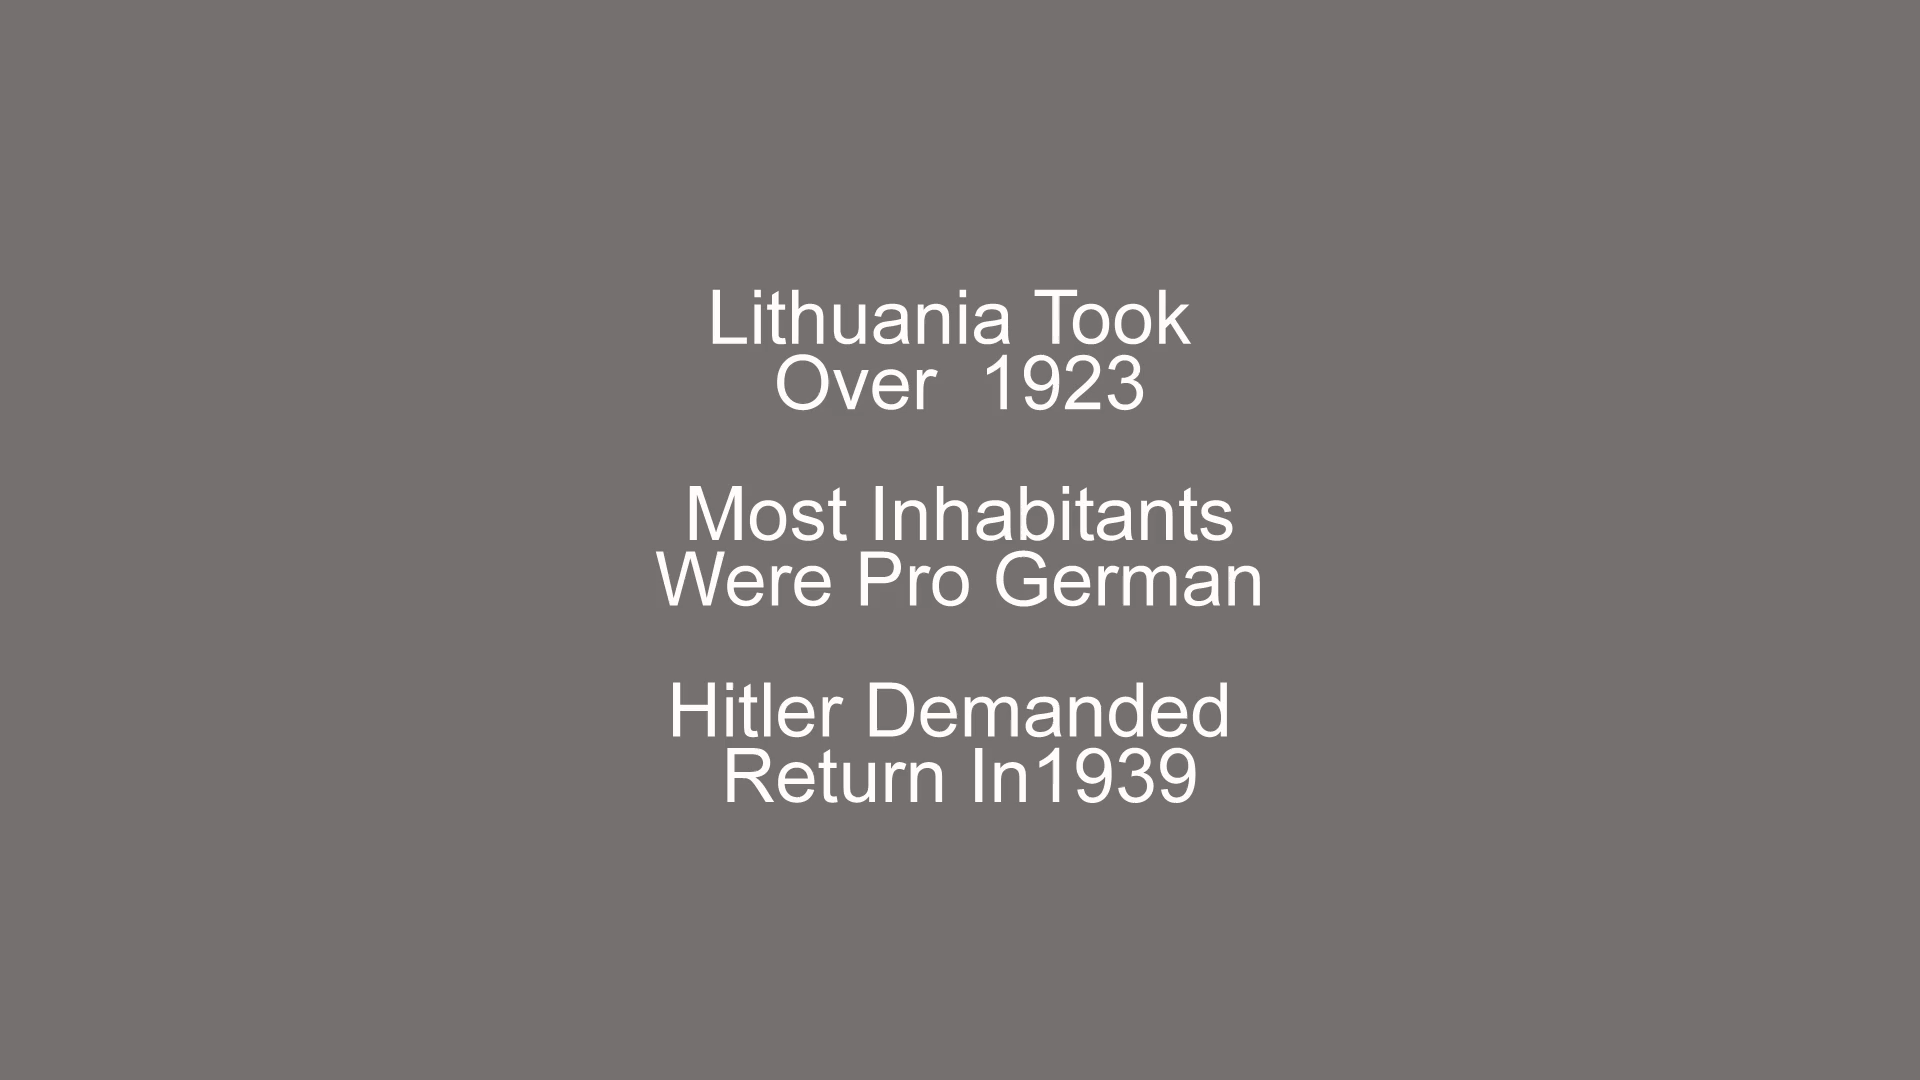 Lithuania Took
Over  1923
Most Inhabitants
Were Pro German
Hitler Demanded
Return In1939